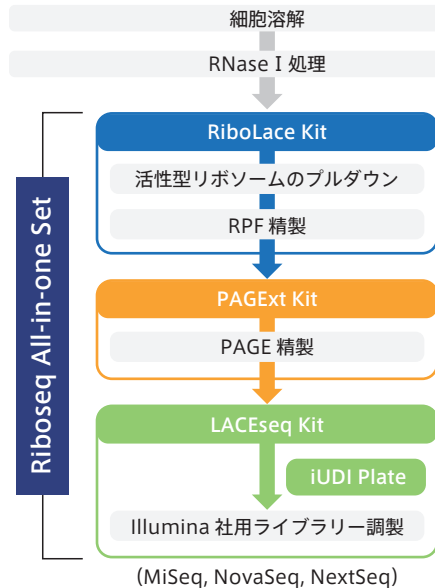 細胞溶解
RNase I 処理
RiboLace Kit
活性型リボソームのプルダウン
RPF 精製
PAGExt Kit
PAGE 精製
LACEseq Kit
iUDI Plate
Illumina 社用ライブラリー調製
(MiSeq, NovaSeq, NextSeq)
Riboseq All-in-one Set